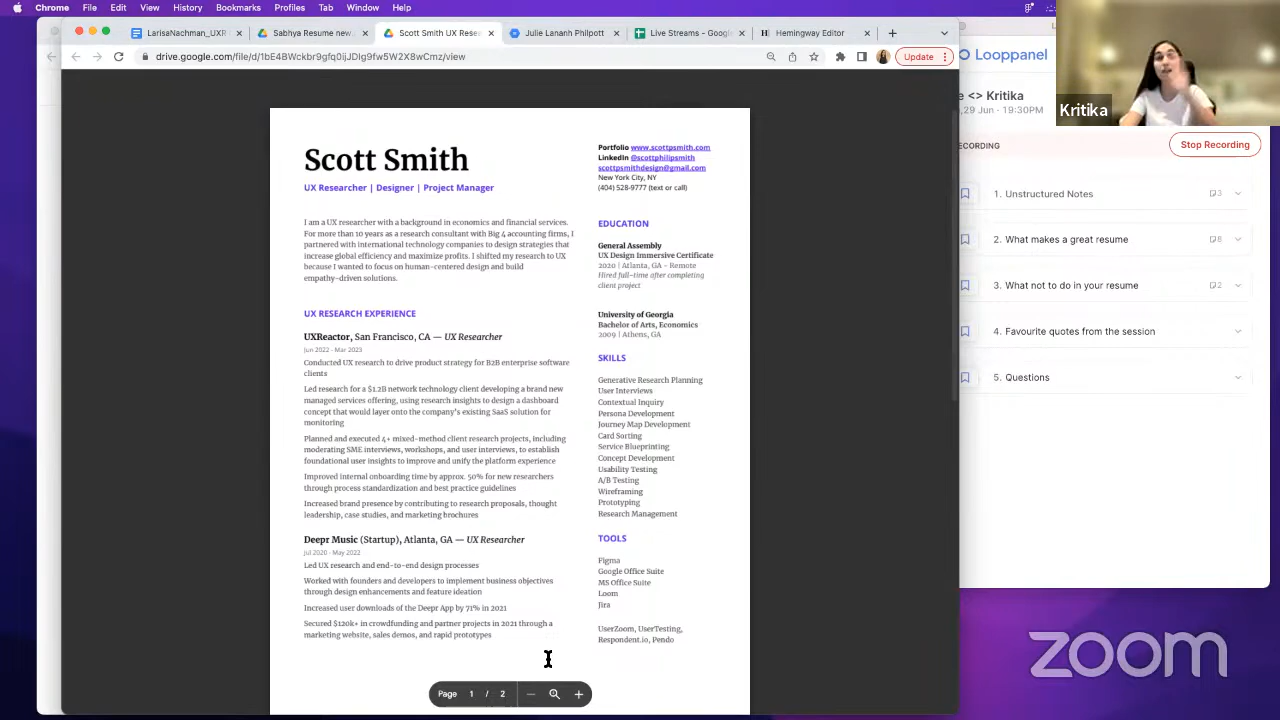 Chrome File Edit View History Bookmarks Profiles Tab Window Help
LarisaNachman_UXR
Sabhya Resume new
Scott Smith UX Resea
Julie Lananh Philpott
Live Streams - Google
Hemingway Editor
drive.google.com/file/d/1bE4BWckbr9gfq0ijJDlg9fw5W2X8wCmz/view
Update
Scott Smith
UX Researcher | Designer | Project Manager
Portfolio www.scottpsmith.com
LinkedIn @scottphilipsmith
scottpsmithdesign@gmail.com
New York City, NY
(404) 528-9777 (text or call)
I am a UX researcher with a background in economics and financial services.
For more than 10 years as a research consultant with Big 4 accounting firms, I
partnered with international technology companies to design strategies that
increase global efficiency and maximize profits. I shifted my research to UX
because I wanted to focus on human-centered design and build
empathy-driven solutions.
UX RESEARCH EXPERIENCE
UXReactor, San Francisco, CA — UX Researcher
Jun 2022 - Mar 2023
Conducted UX research to drive product strategy for B2B enterprise software
clients
Led research for a $1.2B network technology client developing a brand new
managed services offering, using research insights to design a dashboard
concept that would layer onto the company's existing SaaS solution for
monitoring
Planned and executed 4+ mixed-method client research projects, including
moderating SME interviews, workshops, and user interviews, to establish
foundational user insights to improve and unify the platform experience
Improved internal onboarding time by approx. 50% for new researchers
through process standardization and best practice guidelines
Increased brand presence by contributing to research proposals, thought
leadership, case studies, and marketing brochures
Deepr Music (Startup), Atlanta, GA — UX Researcher
Jul 2020 - May 2022
Led UX research and end-to-end design processes
Worked with founders and developers to implement business objectives
through design enhancements and feature ideation
Increased user downloads of the Deepr App by 71% in 2021
Secured $120k+ in crowdfunding and partner projects in 2021 through a
marketing website, sales demos, and rapid prototypes
EDUCATION
General Assembly
UX Design Immersive Certificate
2020 | Atlanta, GA - Remote
Hired full-time after completing
client project
University of Georgia
Bachelor of Arts, Economics
2009 | Athens, GA
SKILLS
Generative Research Planning
User Interviews
Contextual Inquiry
Persona Development
Journey Map Development
Card Sorting
Service Blueprinting
Concept Development
Usability Testing
A/B Testing
Wireframing
Prototyping
Research Management
TOOLS
Figma
Google Office Suite
MS Office Suite
Loom
Jira
UserZoom, UserTesting,
Respondent.io, Pendo
Page 1 / 2
Looppanel
e <> Kritika
,29 Jun · 19:30PM
Kritika
ECORDING
Stop Recording
1. Unstructured Notes 3
2. What makes a great resume 8
3. What not to do in your resume 2
4. Favourite quotes from the session
5. Questions
zoom